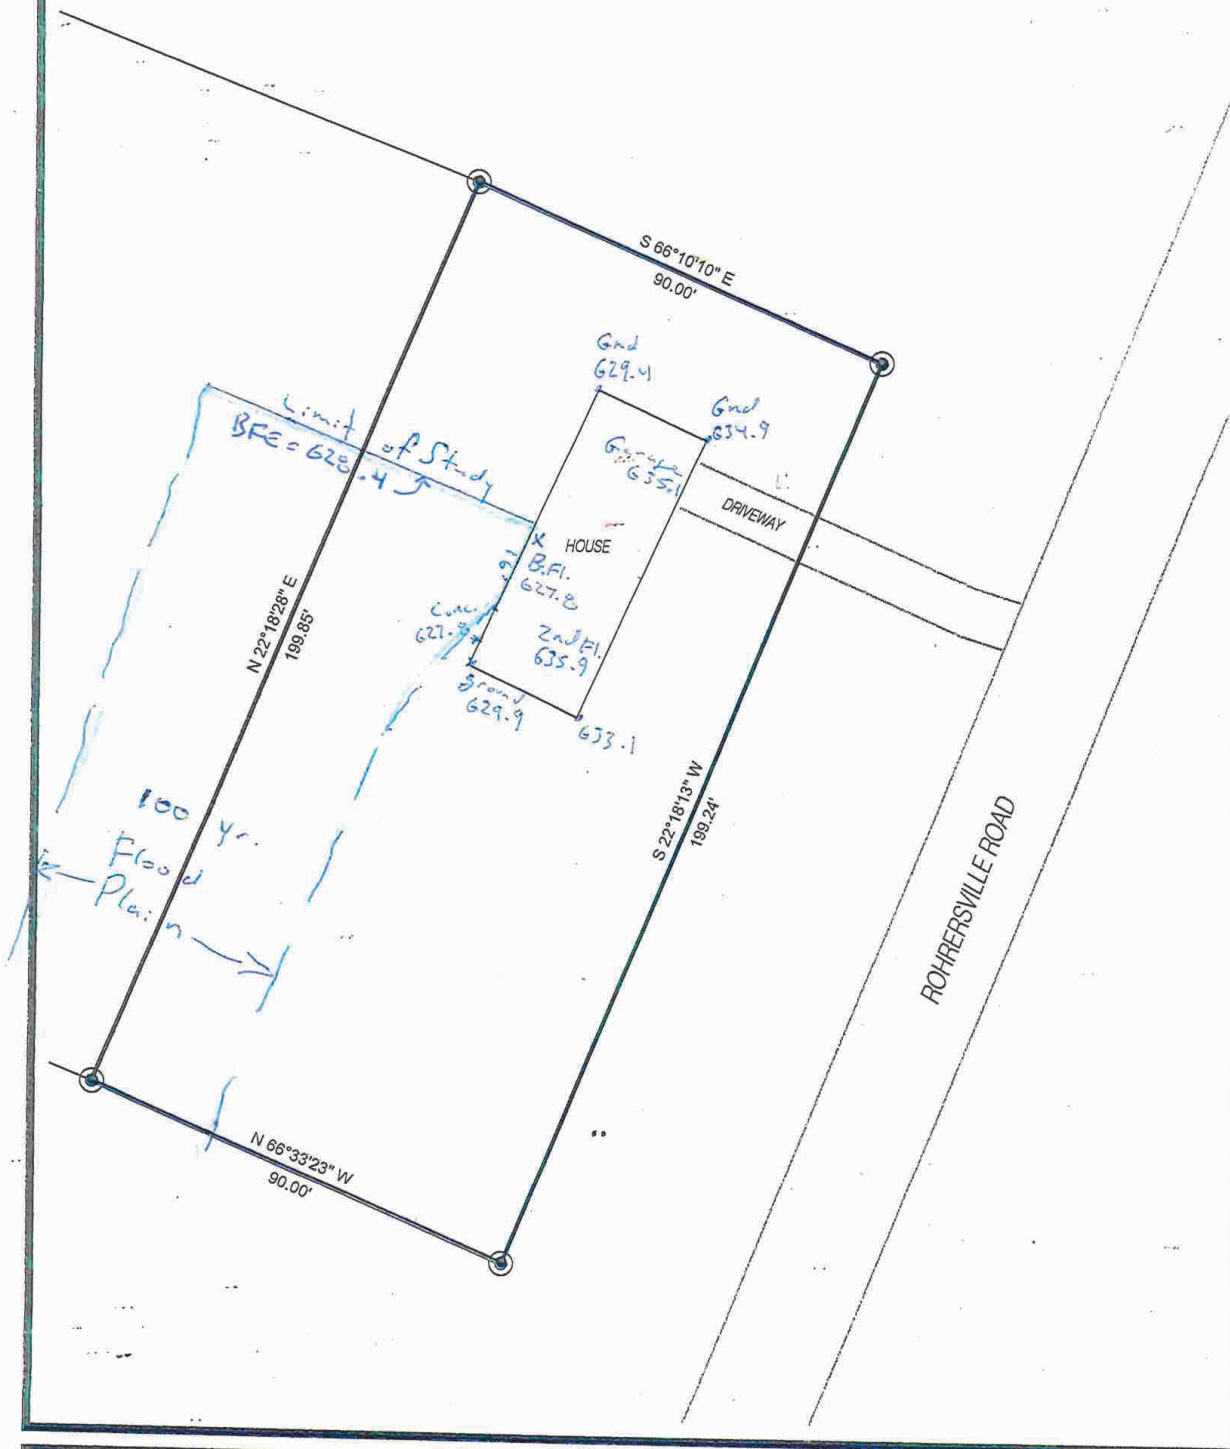 S 66°10'10" E
90.00'
Gnd
629.4
Gnd
634.9
Limit of Study
BFE = 628.4
Garage
635.1
DRIVEWAY
HOUSE
B.Fl.
627.8
Conc.
627.8
2nd Fl.
635.9
ground
629.9
633.1
N 22°18'28" E
199.85'
S 22°18'13" W
199.24'
100 yr.
Flood
Plain
ROHRERSVILLE ROAD
N 66°33'23" W
90.00'